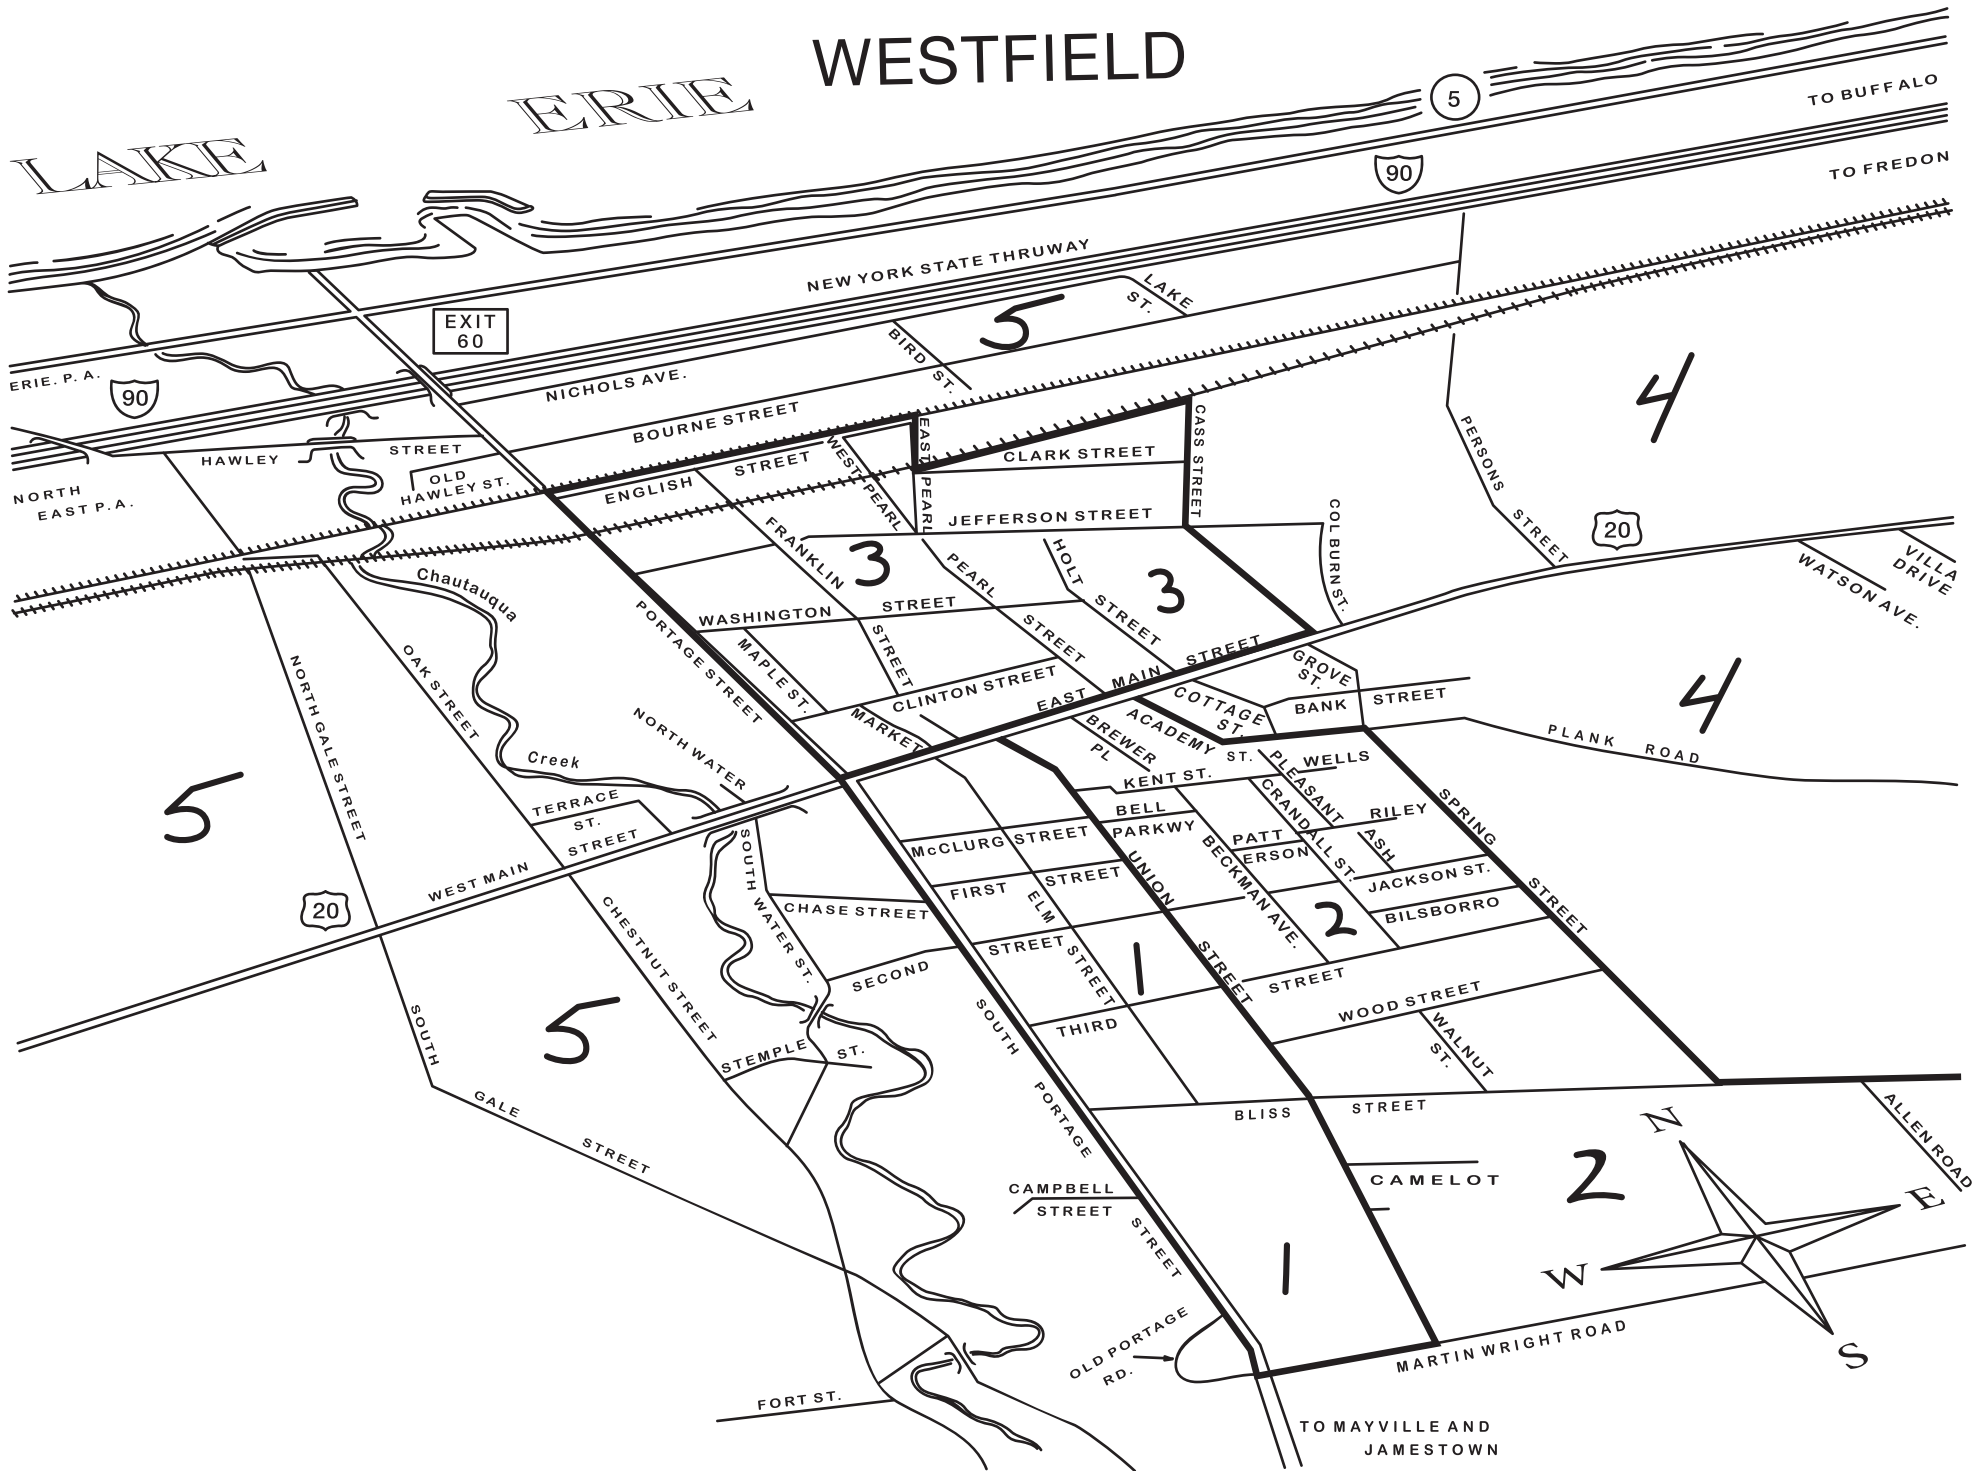 WESTFIELD
LAKE ERIE
5
TO BUFFALO
90
TO FREDON
NEW YORK STATE THRUWAY
LAKE
ST.
EXIT
60
5
BIRD ST.
ERIE. P. A.
90
NICHOLS AVE.
BOURNE STREET
4
HAWLEY STREET
OLD
HAWLEY ST.
NORTH
EAST P.A.
ENGLISH STREET
WEST PEARL
EAST PEARL
CLARK STREET
CASS STREET
JEFFERSON STREET
COLBURN ST.
PERSONS STREET
20
VILLA
DRIVE
WATSON AVE.
FRANKLIN STREET
3
PEARL STREET
HOLT STREET
3
Chautauqua
Creek
WASHINGTON STREET
PORTAGE STREET
MAPLE ST.
CLINTON STREET
MARKET
EAST MAIN STREET
GROVE
ST.
BANK STREET
COTTAGE
ST.
4
PLANK ROAD
NORTH GALE STREET
OAK STREET
NORTH WATER
BREWER
PL
ACADEMY ST.
WELLS
KENT ST.
PLEASANT
5
TERRACE
ST.
WEST MAIN STREET
BELL
PARKWY
CRANDALL ST.
RILEY
SPRING STREET
McCLURG STREET
UNION STREET
BECKMAN AVE.
PATT
ERSON
ASH
JACKSON ST.
20
SOUTH WATER ST.
CHASE STREET
FIRST STREET
ELM STREET
2
BILSBORRO
CHESTNUT STREET
SECOND STREET
STREET
1
WOOD STREET
5
SOUTH GALE STREET
STEMPLE ST.
THIRD
WALNUT
ST.
SOUTH PORTAGE STREET
BLISS STREET
ALLEN ROAD
N
E
W
S
CAMELOT
2
CAMPBELL
STREET
1
OLD PORTAGE
RD.
MARTIN WRIGHT ROAD
FORT ST.
TO MAYVILLE AND
JAMESTOWN